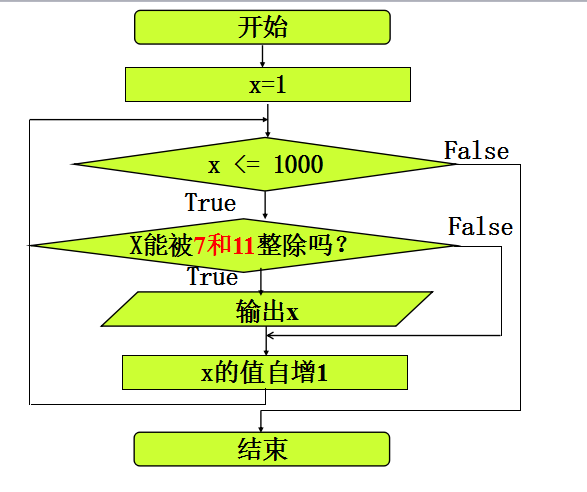 开始
x=1
x <= 1000
False
True
X能被7和11整除吗?
False
True
输出x
x的值自增1
结束